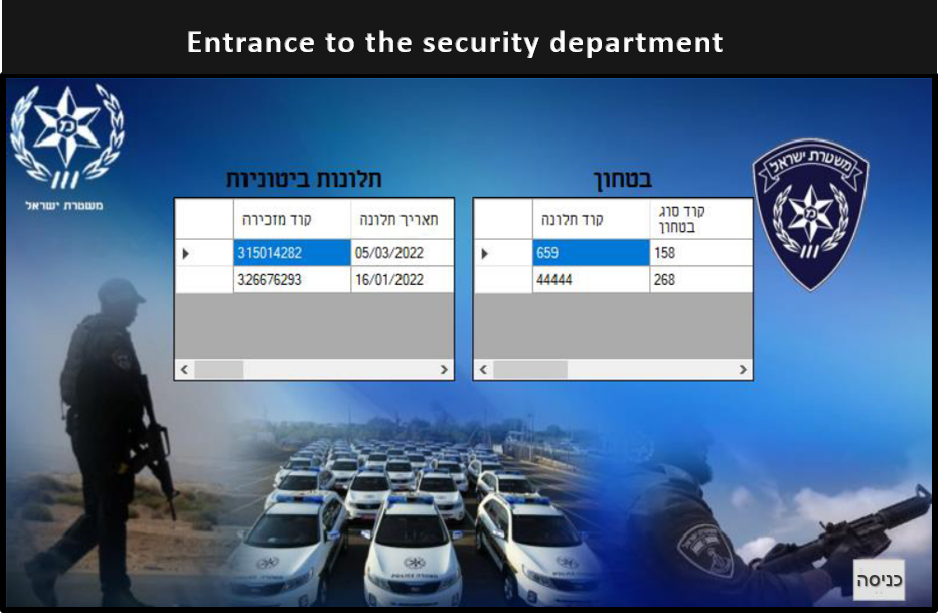 Entrance to the security department
משטרת ישראל
משטרת ישראל
תלונות ביטוניות
בטחון
קוד מזכירה
תאריך תלונה
315014282
05/03/2022
326676293
16/01/2022
קוד תלונה
קוד סוג
בטחון
659
158
44444
268
כניסה